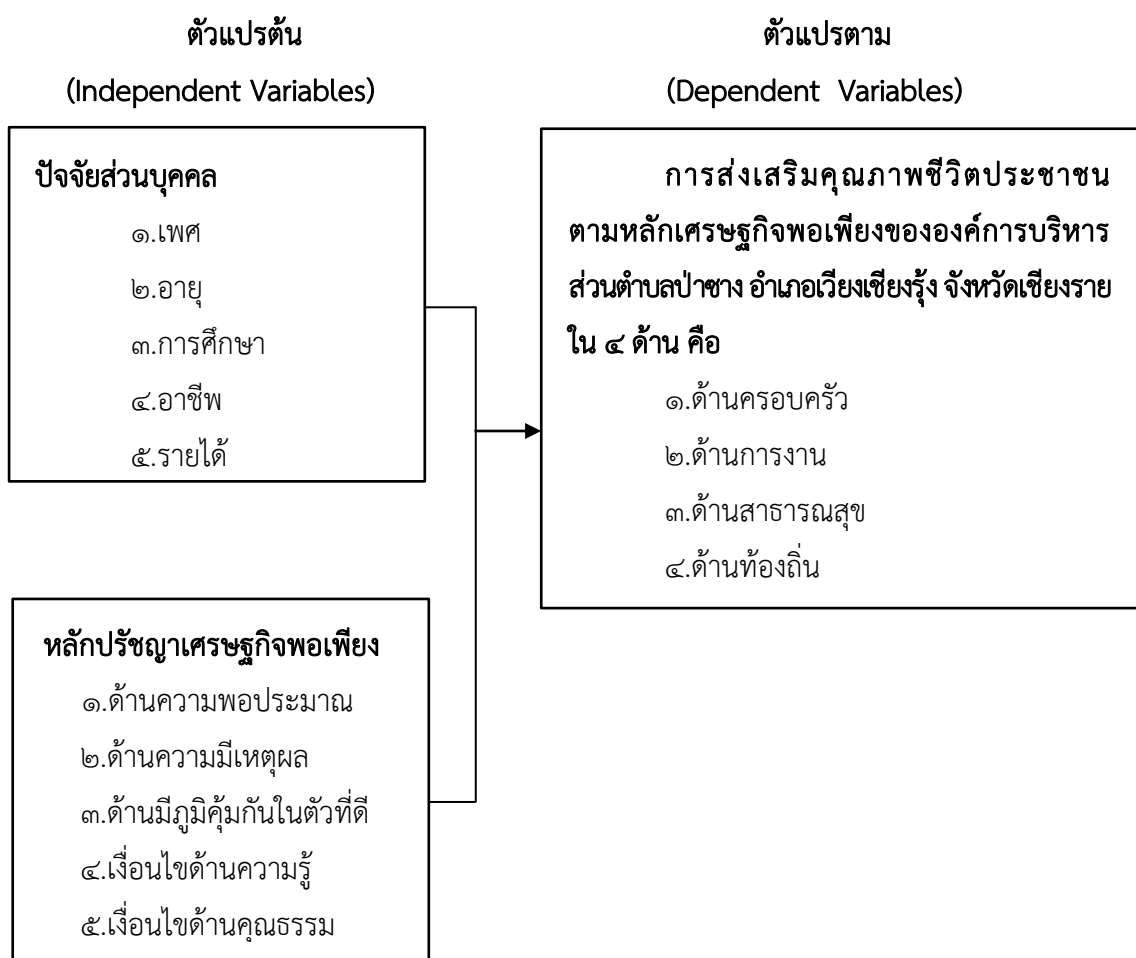 ตัวแปรต้น
(Independent Variables)
ปัจจัยส่วนบุคคล
๑.เพศ
๒.อายุ
๓.การศึกษา
๔.อาชีพ
๕.รายได้
หลักปรัชญาเศรษฐกิจพอเพียง
๑.ด้านความพอประมาณ
๒.ด้านความมีเหตุผล
๓.ด้านมีภูมิคุ้มกันในตัวที่ดี
๔.เงื่อนไขด้านความรู้
๕.เงื่อนไขด้านคุณธรรม
ตัวแปรตาม
(Dependent Variables)
การส่งเสริมคุณภาพชีวิตประชาชน
ตามหลักเศรษฐกิจพอเพียงขององค์การบริหาร
ส่วนตำบลป่าซาง อำเภอเวียงเชียงรุ้ง จังหวัดเชียงราย
ใน ๔ ด้าน คือ
๑.ด้านครอบครัว
๒.ด้านการงาน
๓.ด้านสาธารณสุข
๔.ด้านท้องถิ่น